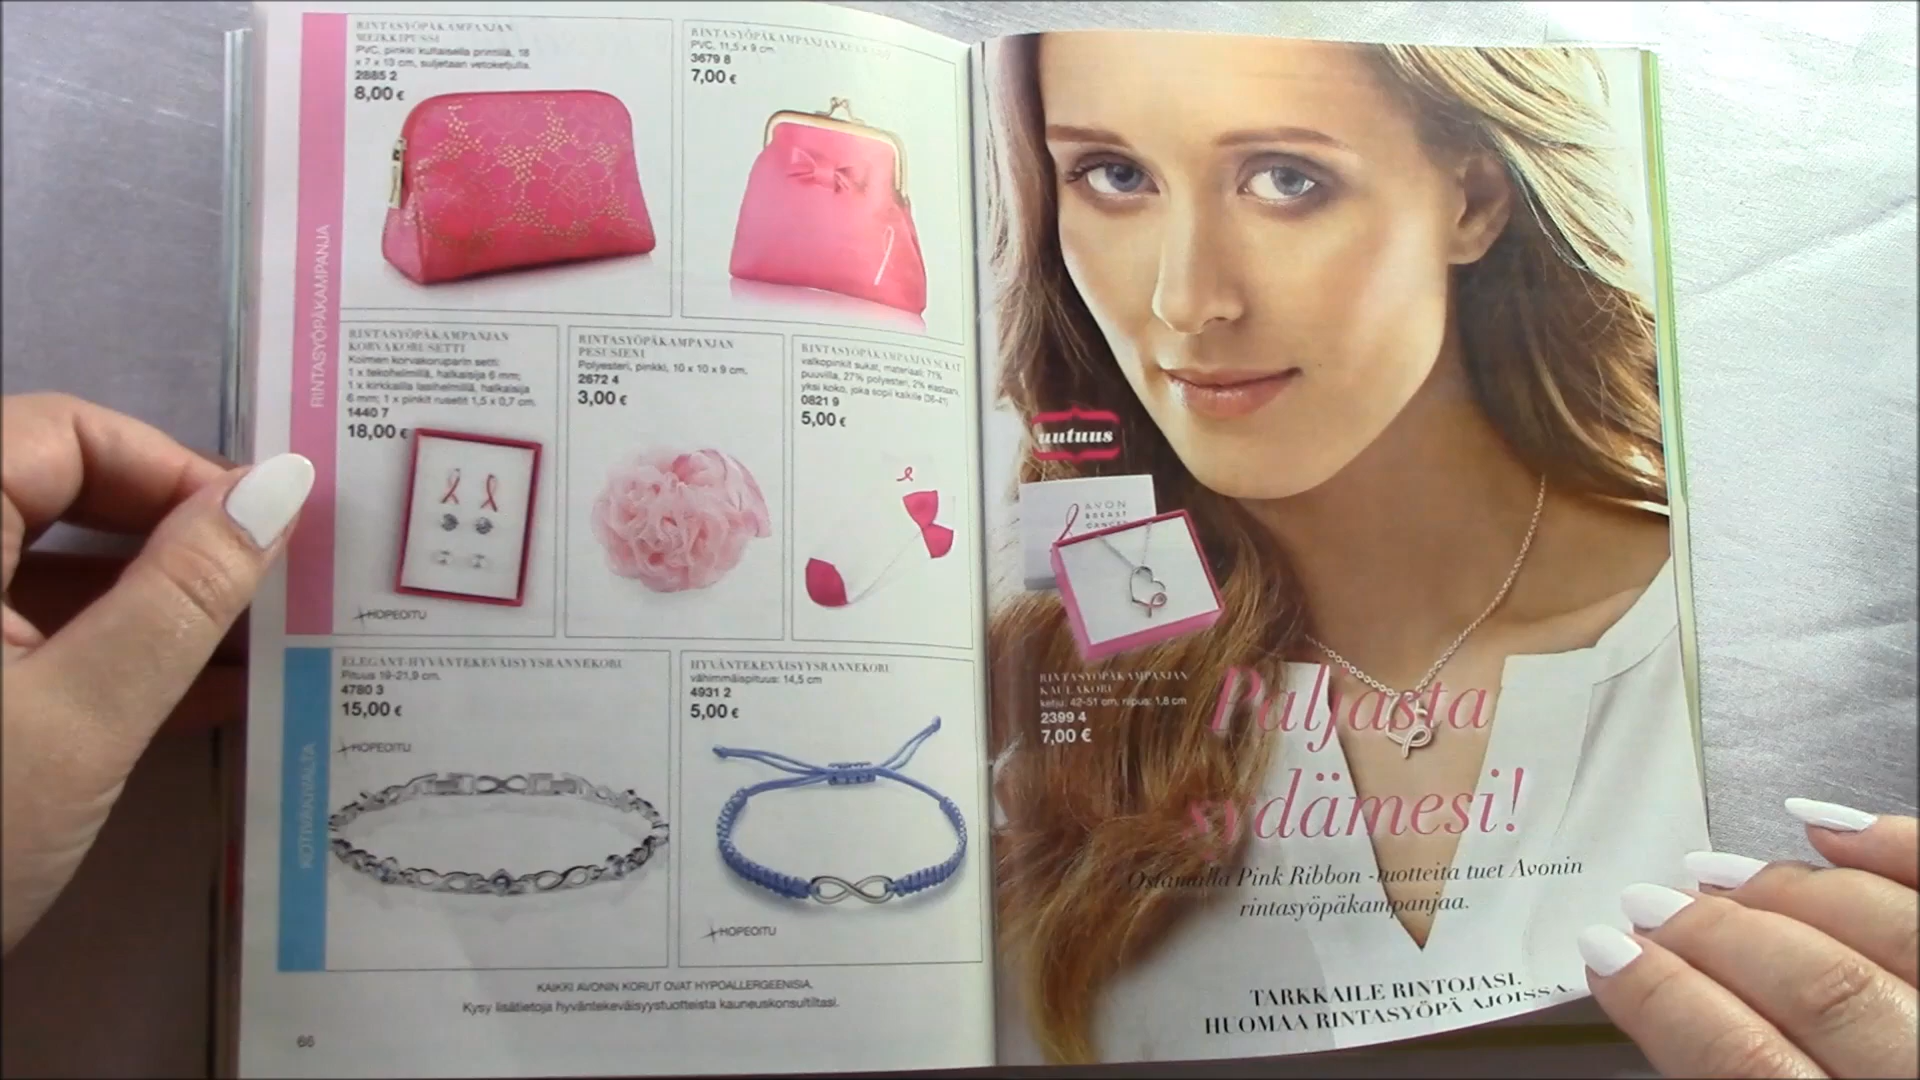 RINTASYÖPÄKAMPANJA
RINTASYÖPÄKAMPANJAN
MEIKKIPUSSI
PVC, pinkki kultaisella printillä, 18
x 7 x 13 cm, suljetaan vetoketjulla.
2885 2
8,00 €
RINTASYÖPÄKAMPANJAN
PVC, 11,5 x 9 cm.
3679 8
7,00 €
RINTASYÖPÄKAMPANJAN
KORVAKORUSETTI
Kolmen korvakoruparin setti:
1 x tekohelmillä, halkaisija 6 mm;
1 x kirkkailla lasihelmillä, halkaisija
6 mm; 1 x pinkit rusetit 1,5 x 0,7 cm.
1440 7
18,00 €
HOPEOITU
RINTASYÖPÄKAMPANJAN
PESUSIENI
Polyesteri, pinkki, 10 x 10 x 9 cm.
2672 4
3,00 €
RINTASYÖPÄKAMPANJAN SUKAT
valkopinkit sukat, materiaali: 71%
puuvilla, 27% polyesteri, 2% elastaani,
yksi koko, joka sopii kaikille (36-41)
0821 9
5,00 €
KOTIVÄKIVALTA
ELEGANT-HYVÄNTEKEVÄISYYSRANNEKORU
Pituus 19-21,9 cm.
4780 3
15,00 €
HOPEOITU
HYVÄNTEKEVÄISYYSRANNEKORU
vähimmäispituus: 14,5 cm
4931 2
5,00 €
HOPEOITU
KAIKKI AVONIN KORUT OVAT HYPOALLERGEENISIA.
Kysy lisätietoja hyväntekeväisyystuotteista kauneuskonsultiltasi.
66
uutuus
AVON
BREAST
CANCER
RINTASYÖPÄKAMPANJAN
KAULAKORU
ketju: 42-51 cm, riipus: 1,8 cm
2399 4
7,00 €
Paljasta
sydämesi!
Ostamalla Pink Ribbon -tuotteita tuet Avonin
rintasyöpäkampanjaa.
TARKKAILE RINTOJASI.
HUOMAA RINTASYÖPÄ AJOISSA.